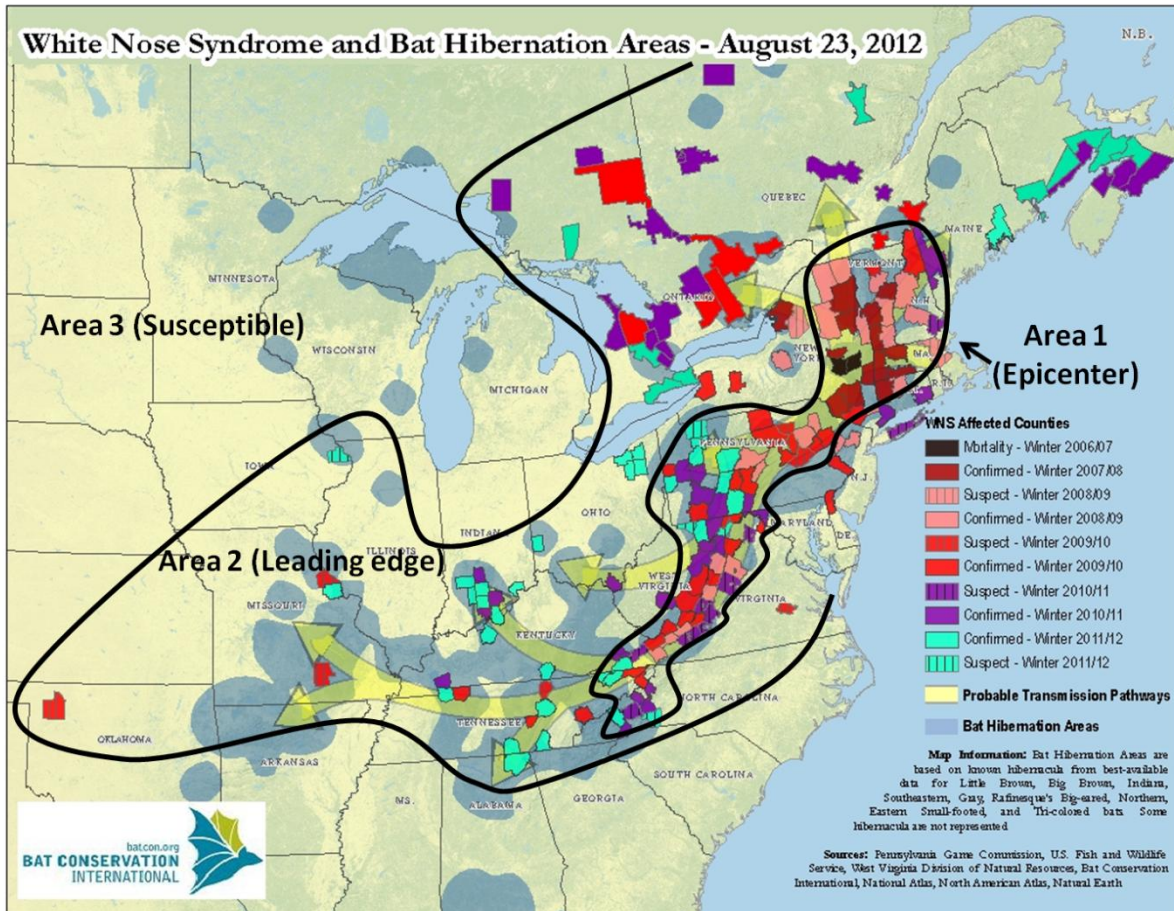 White Nose Syndrome and Bat Hibernation Areas - August 23, 2012
N.B.
QUEBEC
MAINE
MINNESOTA
VERMONT
ONTARIO
N.H.
Area 3 (Susceptible)
WISCONSIN
NEW YORK
MA.
Area 1
(Epicenter)
MICHIGAN
R.I.
WNS Affected Counties
Mortality - Winter 2006/07
Confirmed - Winter 2007/08
Suspect - Winter 2008/09
Confirmed - Winter 2008/09
Suspect - Winter 2009/10
Confirmed - Winter 2009/10
Suspect - Winter 2010/11
Confirmed - Winter 2010/11
Confirmed - Winter 2011/12
Suspect - Winter 2011/12
Probable Transmission Pathways
Bat Hibernation Areas
PENNSYLVANIA
IOWA
N.J.
OHIO
MARYLAND
DE.
INDIANA
ILLINOIS
Area 2 (Leading edge)
WEST
VIRGINIA
VIRGINIA
MISSOURI
KENTUCKY
NORTH CAROLINA
TENNESSEE
OKLAHOMA
ARKANSAS
SOUTH CAROLINA
MS.
ALABAMA
GEORGIA
Map Information: Bat Hibernation Areas are
based on known hibernacula from best-available
data for Little Brown, Big Brown, Indiana,
Southeastern, Gray, Rafinesque's Big-eared, Northern,
Eastern Small-footed, and Tri-colored bats. Some
hibernacula are not represented
Sources: Pennsylvania Game Commission, U.S. Fish and Wildlife
Service, West Virginia Division of Natural Resources, Bat Conservation
International, National Atlas, North American Atlas, Natural Earth
batcon.org
BAT CONSERVATION
INTERNATIONAL